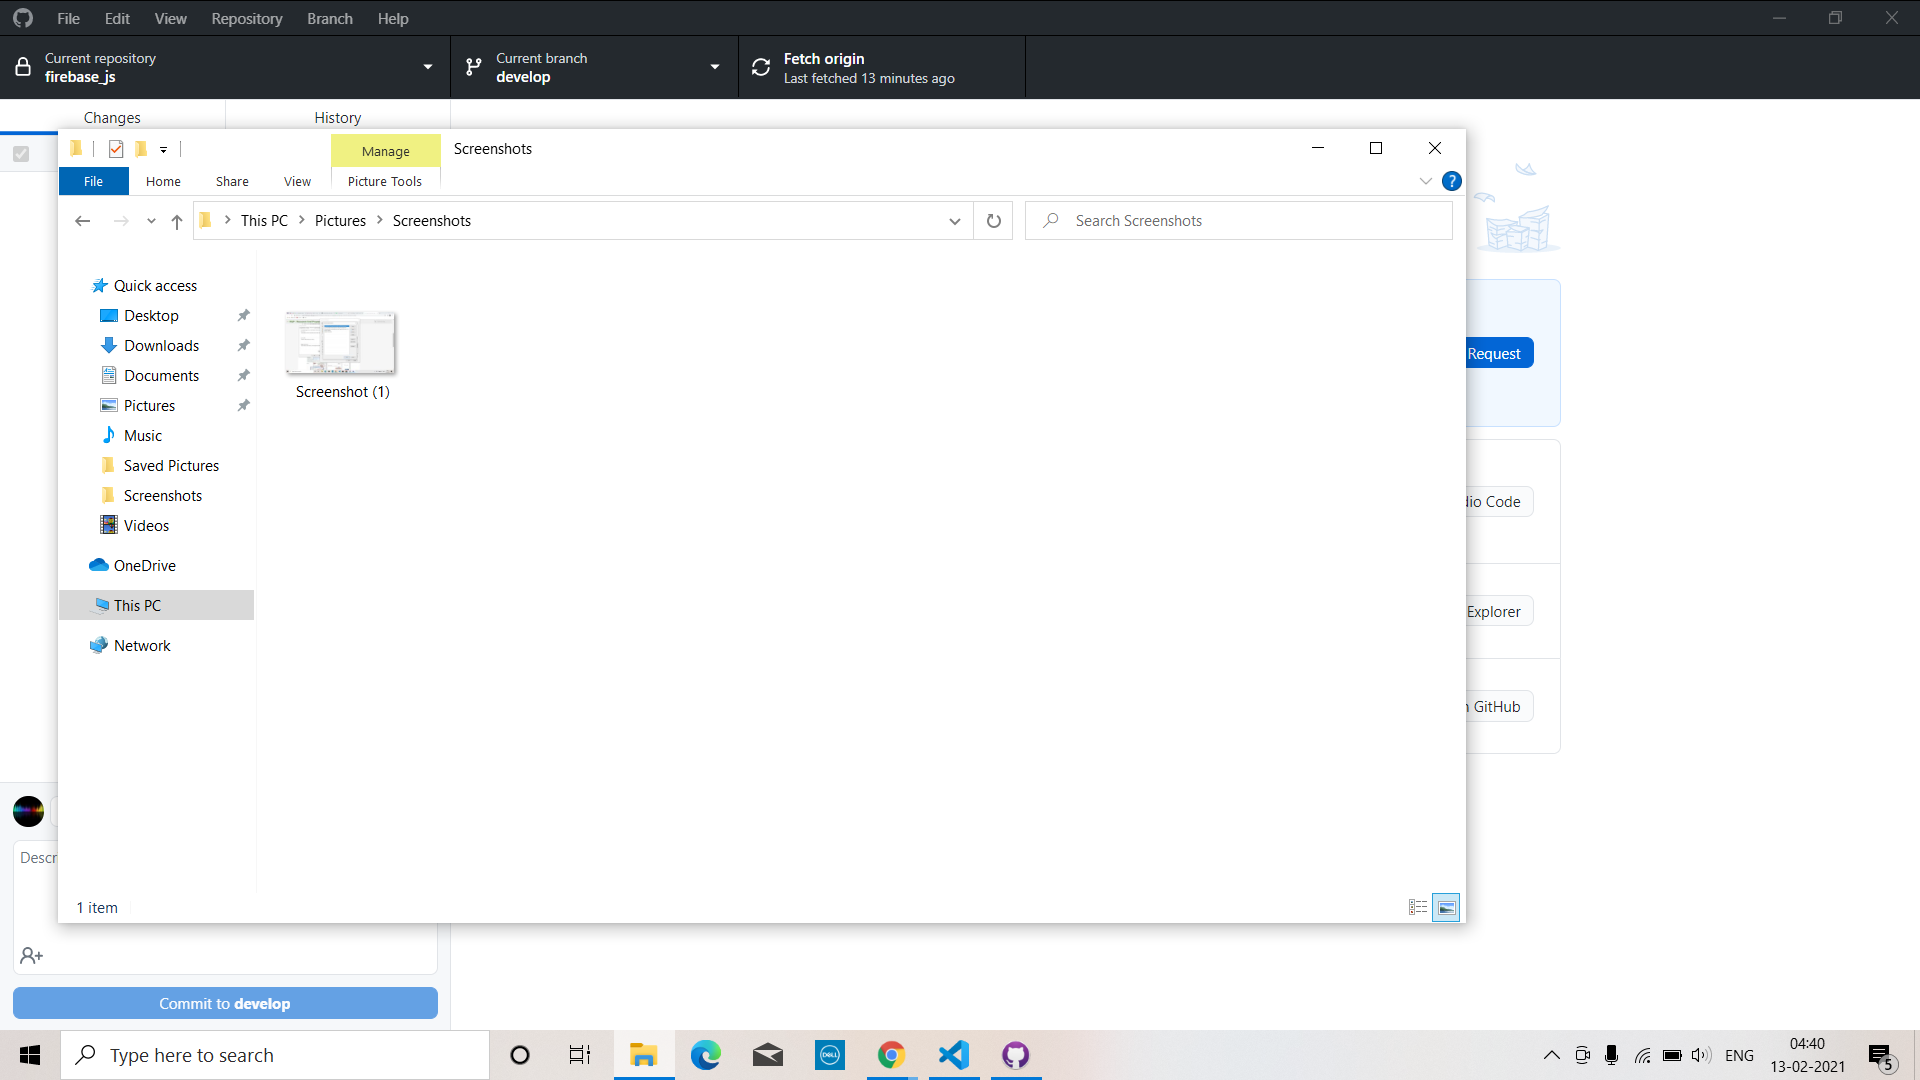 File Edit View Repository Branch Help
Current repository
firebase_js
Current branch
develop
Fetch origin
Last fetched 13 minutes ago
Changes
History
Manage
Screenshots
File
Home
Share
View
Picture Tools
This PC
Pictures
Screenshots
Search Screenshots
Quick access
Desktop
Downloads
Documents
Pictures
Music
Saved Pictures
Screenshots
Videos
OneDrive
This PC
Network
Screenshot (1)
1 item
Request
dio Code
Explorer
GitHub
Descr
Commit to develop
Type here to search
DELL
ENG
04:40
13-02-2021
5